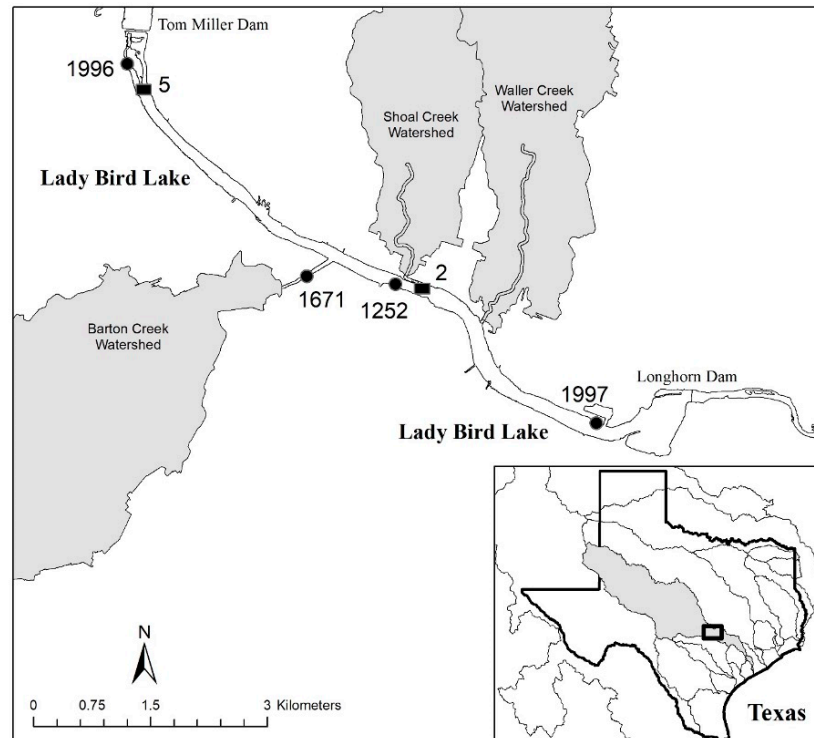 Tom Miller Dam
1996
5
Lady Bird Lake
Shoal Creek
Watershed
Waller Creek
Watershed
2
1671
1252
Barton Creek
Watershed
1997
Longhorn Dam
Lady Bird Lake
N
0 0.75 1.5 3 Kilometers
Texas